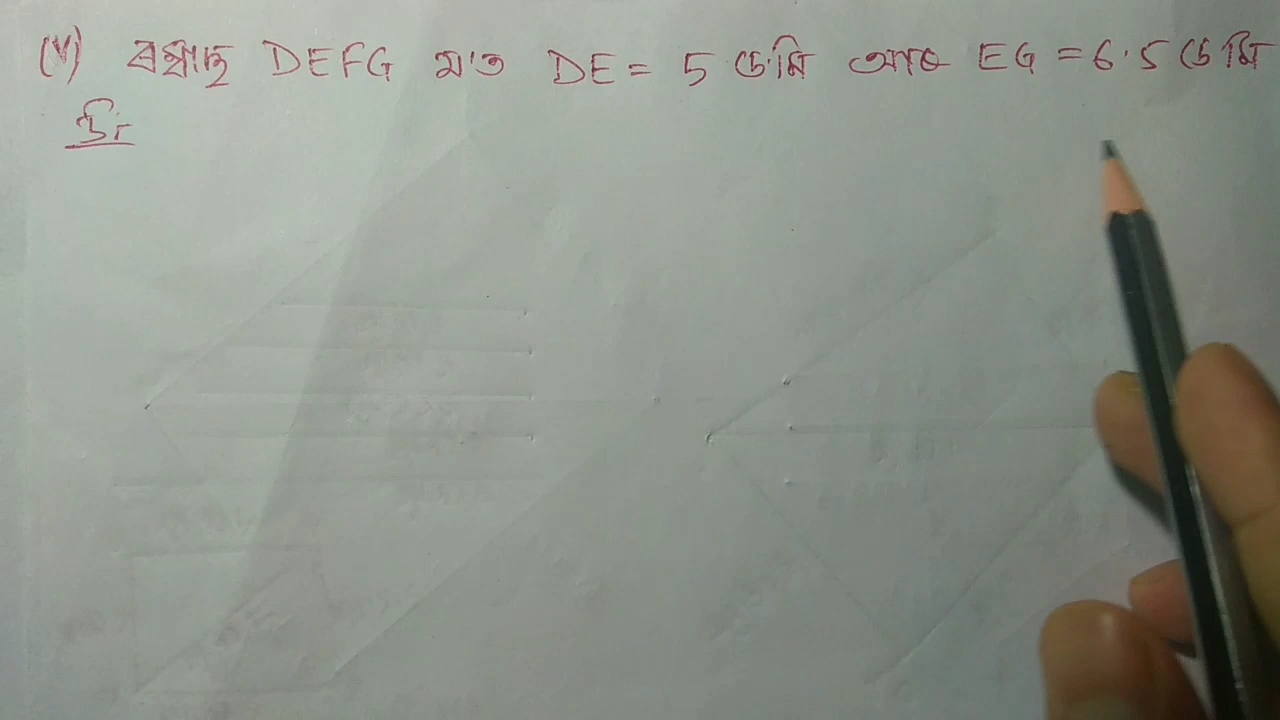 (V) ৰম্বাছ DEFG য'ত DE = 5 চে.মি আৰু EG = 6.5 চে মি